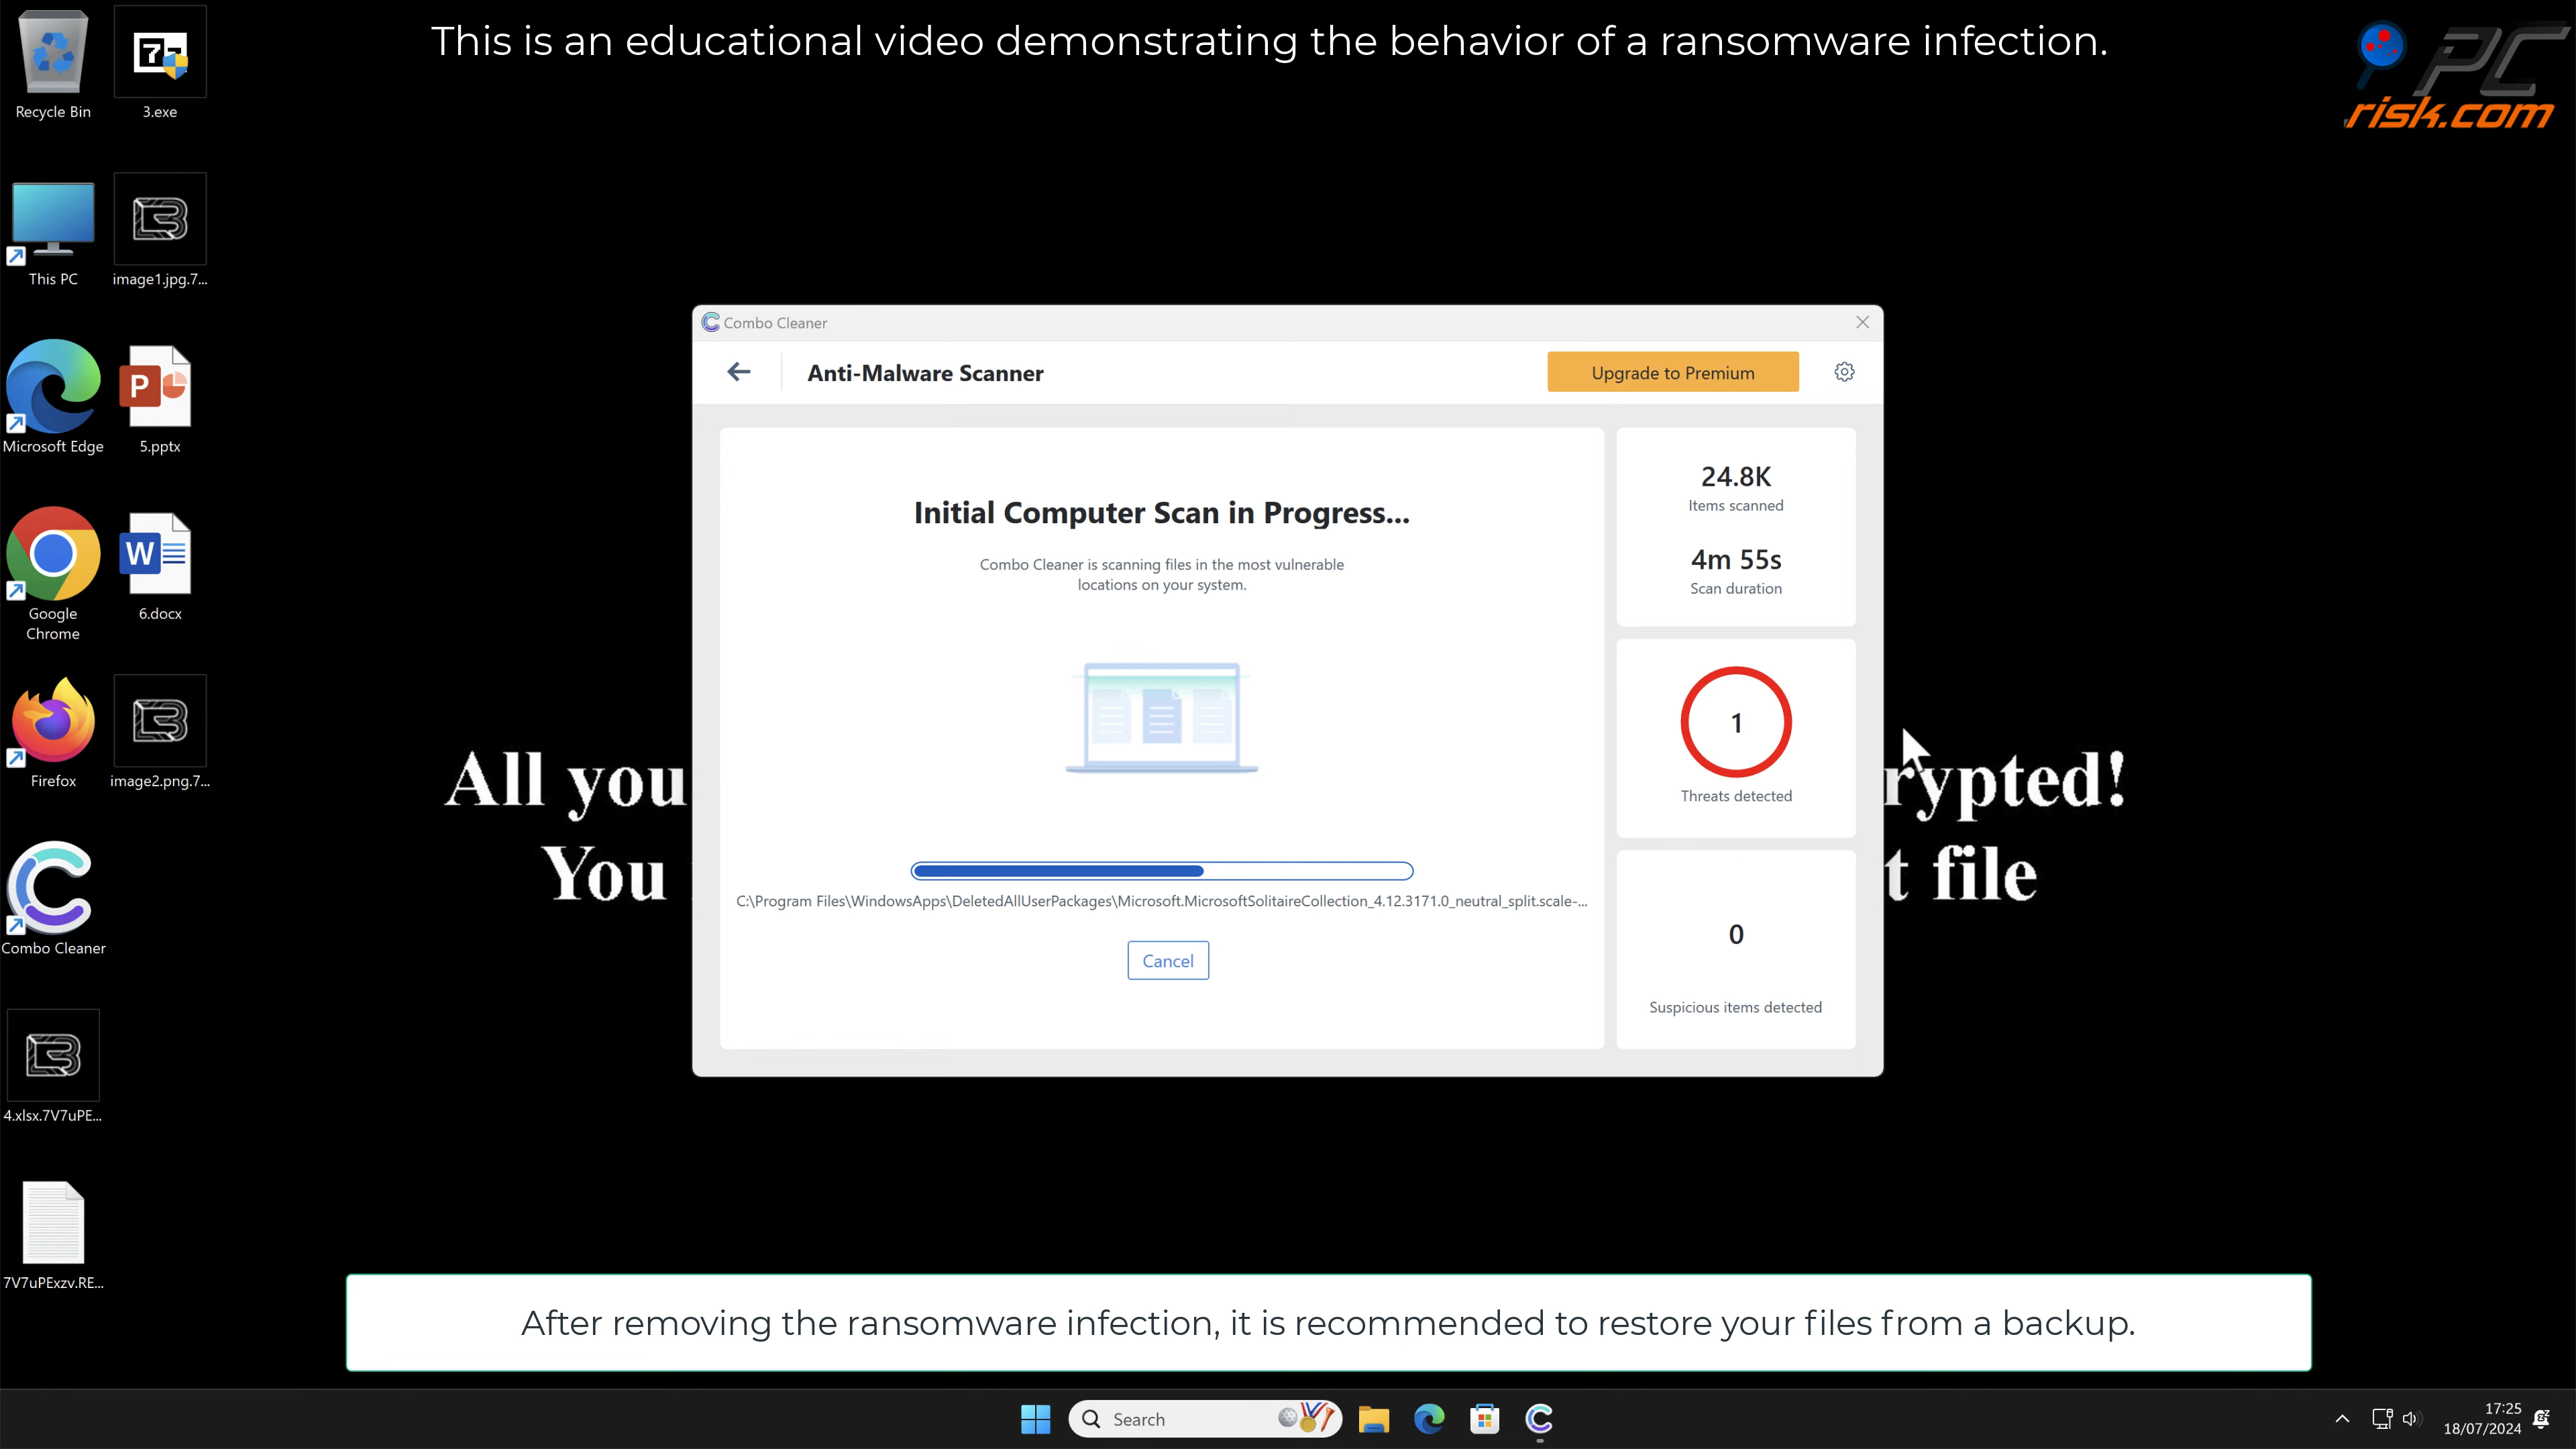 This is an educational video demonstrating the behavior of a ransomware infection.
PC
risk.com
Recycle Bin
3.exe
This PC
image1.jpg.7...
Microsoft Edge
5.pptx
Google
Chrome
6.docx
Firefox
image2.png.7...
Combo Cleaner
4.xlsx.7V7uPE...
7V7uPExzv.RE...
Combo Cleaner
Anti-Malware Scanner
Upgrade to Premium
Initial Computer Scan in Progress...
Combo Cleaner is scanning files in the most vulnerable
locations on your system.
C:\Program Files\WindowsApps\DeletedAllUserPackages\Microsoft.MicrosoftSolitaireCollection_4.12.3171.0_neutral_split.scale-...
Cancel
24.8K
Items scanned
4m 55s
Scan duration
1
Threats detected
0
Suspicious items detected
All you rypted!
You t file
After removing the ransomware infection, it is recommended to restore your files from a backup.
Search
17:25
18/07/2024